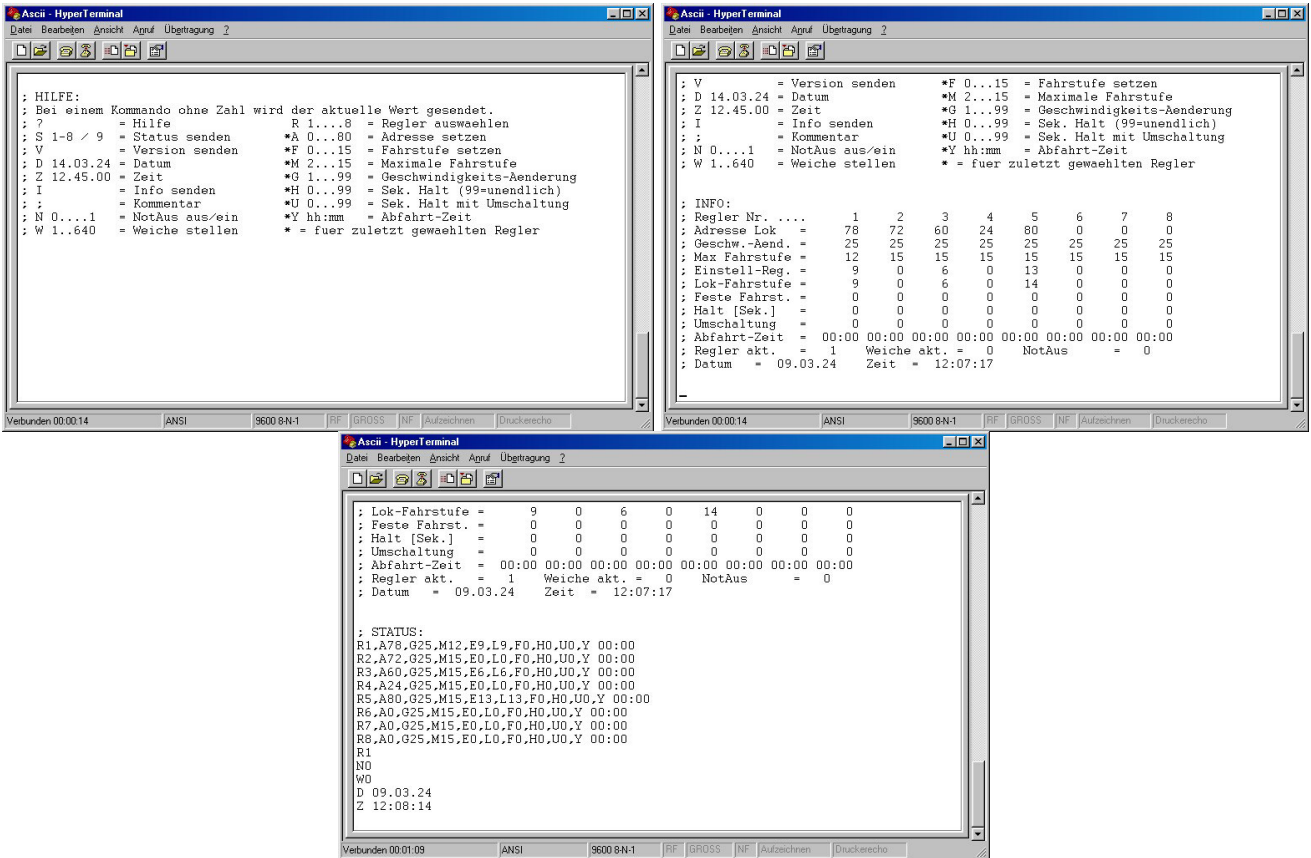 Ascii - HyperTerminal
Datei Bearbeiten Ansicht Anruf Übertragung ?
; HILFE:
; Bei einem Kommando ohne Zahl wird der aktuelle Wert gesendet.
; ? = Hilfe R 1....8 = Regler auswaehlen
; S 1-8 / 9 = Status senden *A 0...80 = Adresse setzen
; V = Version senden *F 0...15 = Fahrstufe setzen
; D 14.03.24 = Datum *M 2...15 = Maximale Fahrstufe
; Z 12.45.00 = Zeit *G 1...99 = Geschwindigkeits-Aenderung
; I = Info senden *H 0...99 = Sek. Halt (99=unendlich)
; ; = Kommentar *U 0...99 = Sek. Halt mit Umschaltung
; N 0....1 = NotAus aus/ein *Y hh:mm = Abfahrt-Zeit
; W 1..640 = Weiche stellen * = fuer zuletzt gewaehlten Regler
Verbunden 00:00:14 ANSI 9600 8-N-1 RF GROSS NF Aufzeichnen Druckerecho
Ascii - HyperTerminal
Datei Bearbeiten Ansicht Anruf Übertragung ?
; V = Version senden *F 0...15 = Fahrstufe setzen
; D 14.03.24 = Datum *M 2...15 = Maximale Fahrstufe
; Z 12.45.00 = Zeit *G 1...99 = Geschwindigkeits-Aenderung
; I = Info senden *H 0...99 = Sek. Halt (99=unendlich)
; ; = Kommentar *U 0...99 = Sek. Halt mit Umschaltung
; N 0....1 = NotAus aus/ein *Y hh:mm = Abfahrt-Zeit
; W 1..640 = Weiche stellen * = fuer zuletzt gewaehlten Regler
; INFO:
; Regler Nr. .... 1 2 3 4 5 6 7 8
; Adresse Lok = 78 72 60 24 80 0 0 0
; Geschw.-Aend. = 25 25 25 25 25 25 25 25
; Max Fahrstufe = 12 15 15 15 15 15 15 15
; Einstell-Reg. = 9 0 6 0 13 0 0 0
; Lok-Fahrstufe = 9 0 6 0 14 0 0 0
; Feste Fahrst. = 0 0 0 0 0 0 0 0
; Halt [Sek.] = 0 0 0 0 0 0 0 0
; Umschaltung = 0 0 0 0 0 0 0 0
; Abfahrt-Zeit = 00:00 00:00 00:00 00:00 00:00 00:00 00:00 00:00
; Regler akt. = 1 Weiche akt. = 0 NotAus = 0
; Datum = 09.03.24 Zeit = 12:07:17
Verbunden 00:00:14 ANSI 9600 8-N-1 RF GROSS NF Aufzeichnen Druckerecho
Ascii - HyperTerminal
Datei Bearbeiten Ansicht Anruf Übertragung ?
; Lok-Fahrstufe = 9 0 6 0 14 0 0 0
; Feste Fahrst. = 0 0 0 0 0 0 0 0
; Halt [Sek.] = 0 0 0 0 0 0 0 0
; Umschaltung = 0 0 0 0 0 0 0 0
; Abfahrt-Zeit = 00:00 00:00 00:00 00:00 00:00 00:00 00:00 00:00
; Regler akt. = 1 Weiche akt. = 0 NotAus = 0
; Datum = 09.03.24 Zeit = 12:07:17
; STATUS:
R1,A78,G25,M12,E9,L9,F0,H0,U0,Y 00:00
R2,A72,G25,M15,E0,L0,F0,H0,U0,Y 00:00
R3,A60,G25,M15,E6,L6,F0,H0,U0,Y 00:00
R4,A24,G25,M15,E0,L0,F0,H0,U0,Y 00:00
R5,A80,G25,M15,E13,L13,F0,H0,U0,Y 00:00
R6,A0,G25,M15,E0,L0,F0,H0,U0,Y 00:00
R7,A0,G25,M15,E0,L0,F0,H0,U0,Y 00:00
R8,A0,G25,M15,E0,L0,F0,H0,U0,Y 00:00
R1
N0
W0
D 09.03.24
Z 12:08:14
Verbunden 00:01:09 ANSI 9600 8-N-1 RF GROSS NF Aufzeichnen Druckerecho